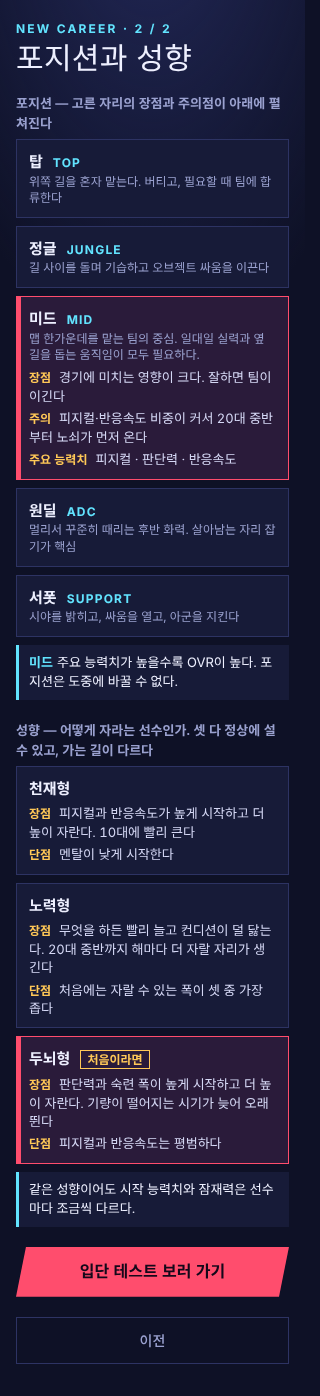 NEW CAREER · 2 / 2
포지션과 성향
포지션 — 고른 자리의 장점과 주의점이 아래에 펼
쳐진다
탑 TOP
위쪽 길을 혼자 맡는다. 버티고, 필요할 때 팀에 합
류한다
정글 JUNGLE
길 사이를 돌며 기습하고 오브젝트 싸움을 이끈다
미드 MID
맵 한가운데를 맡는 팀의 중심. 일대일 실력과 옆
길을 돕는 움직임이 모두 필요하다.
장점 경기에 미치는 영향이 크다. 잘하면 팀이
이긴다
주의 피지컬·반응속도 비중이 커서 20대 중반
부터 노쇠가 먼저 온다
주요 능력치 피지컬 · 판단력 · 반응속도
원딜 ADC
멀리서 꾸준히 때리는 후반 화력. 살아남는 자리 잡
기가 핵심
서폿 SUPPORT
시야를 밝히고, 싸움을 열고, 아군을 지킨다
미드 주요 능력치가 높을수록 OVR이 높다. 포
지션은 도중에 바꿀 수 없다.
성향 — 어떻게 자라는 선수인가. 셋 다 정상에 설
수 있고, 가는 길이 다르다
천재형
장점 피지컬과 반응속도가 높게 시작하고 더
높이 자란다. 10대에 빨리 큰다
단점 멘탈이 낮게 시작한다
노력형
장점 무엇을 하든 빨리 늘고 컨디션이 덜 닳는
다. 20대 중반까지 해마다 더 자랄 자리가 생
긴다
단점 처음에는 자랄 수 있는 폭이 셋 중 가장
좁다
두뇌형 처음이라면
장점 판단력과 숙련 폭이 높게 시작하고 더 높
이 자란다. 기량이 떨어지는 시기가 늦어 오래
뛴다
단점 피지컬과 반응속도는 평범하다
같은 성향이어도 시작 능력치와 잠재력은 선수
마다 조금씩 다르다.
입단 테스트 보러 가기
이전